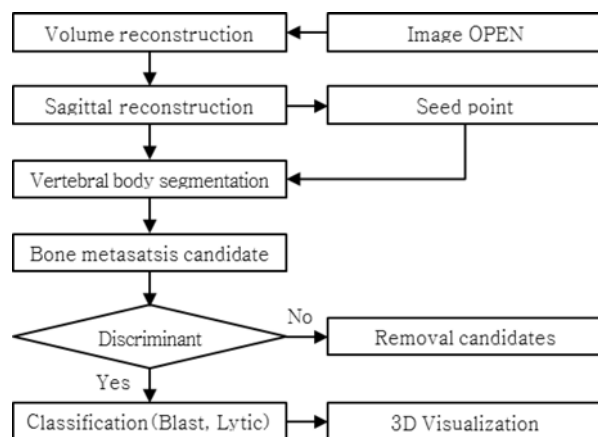 Volume reconstruction
Image OPEN
Sagittal reconstruction
Seed point
Vertebral body segmentation
Bone metasatsis candidate
Discriminant
No
Removal candidates
Yes
Classification(Blast, Lytic)
3D Visualization